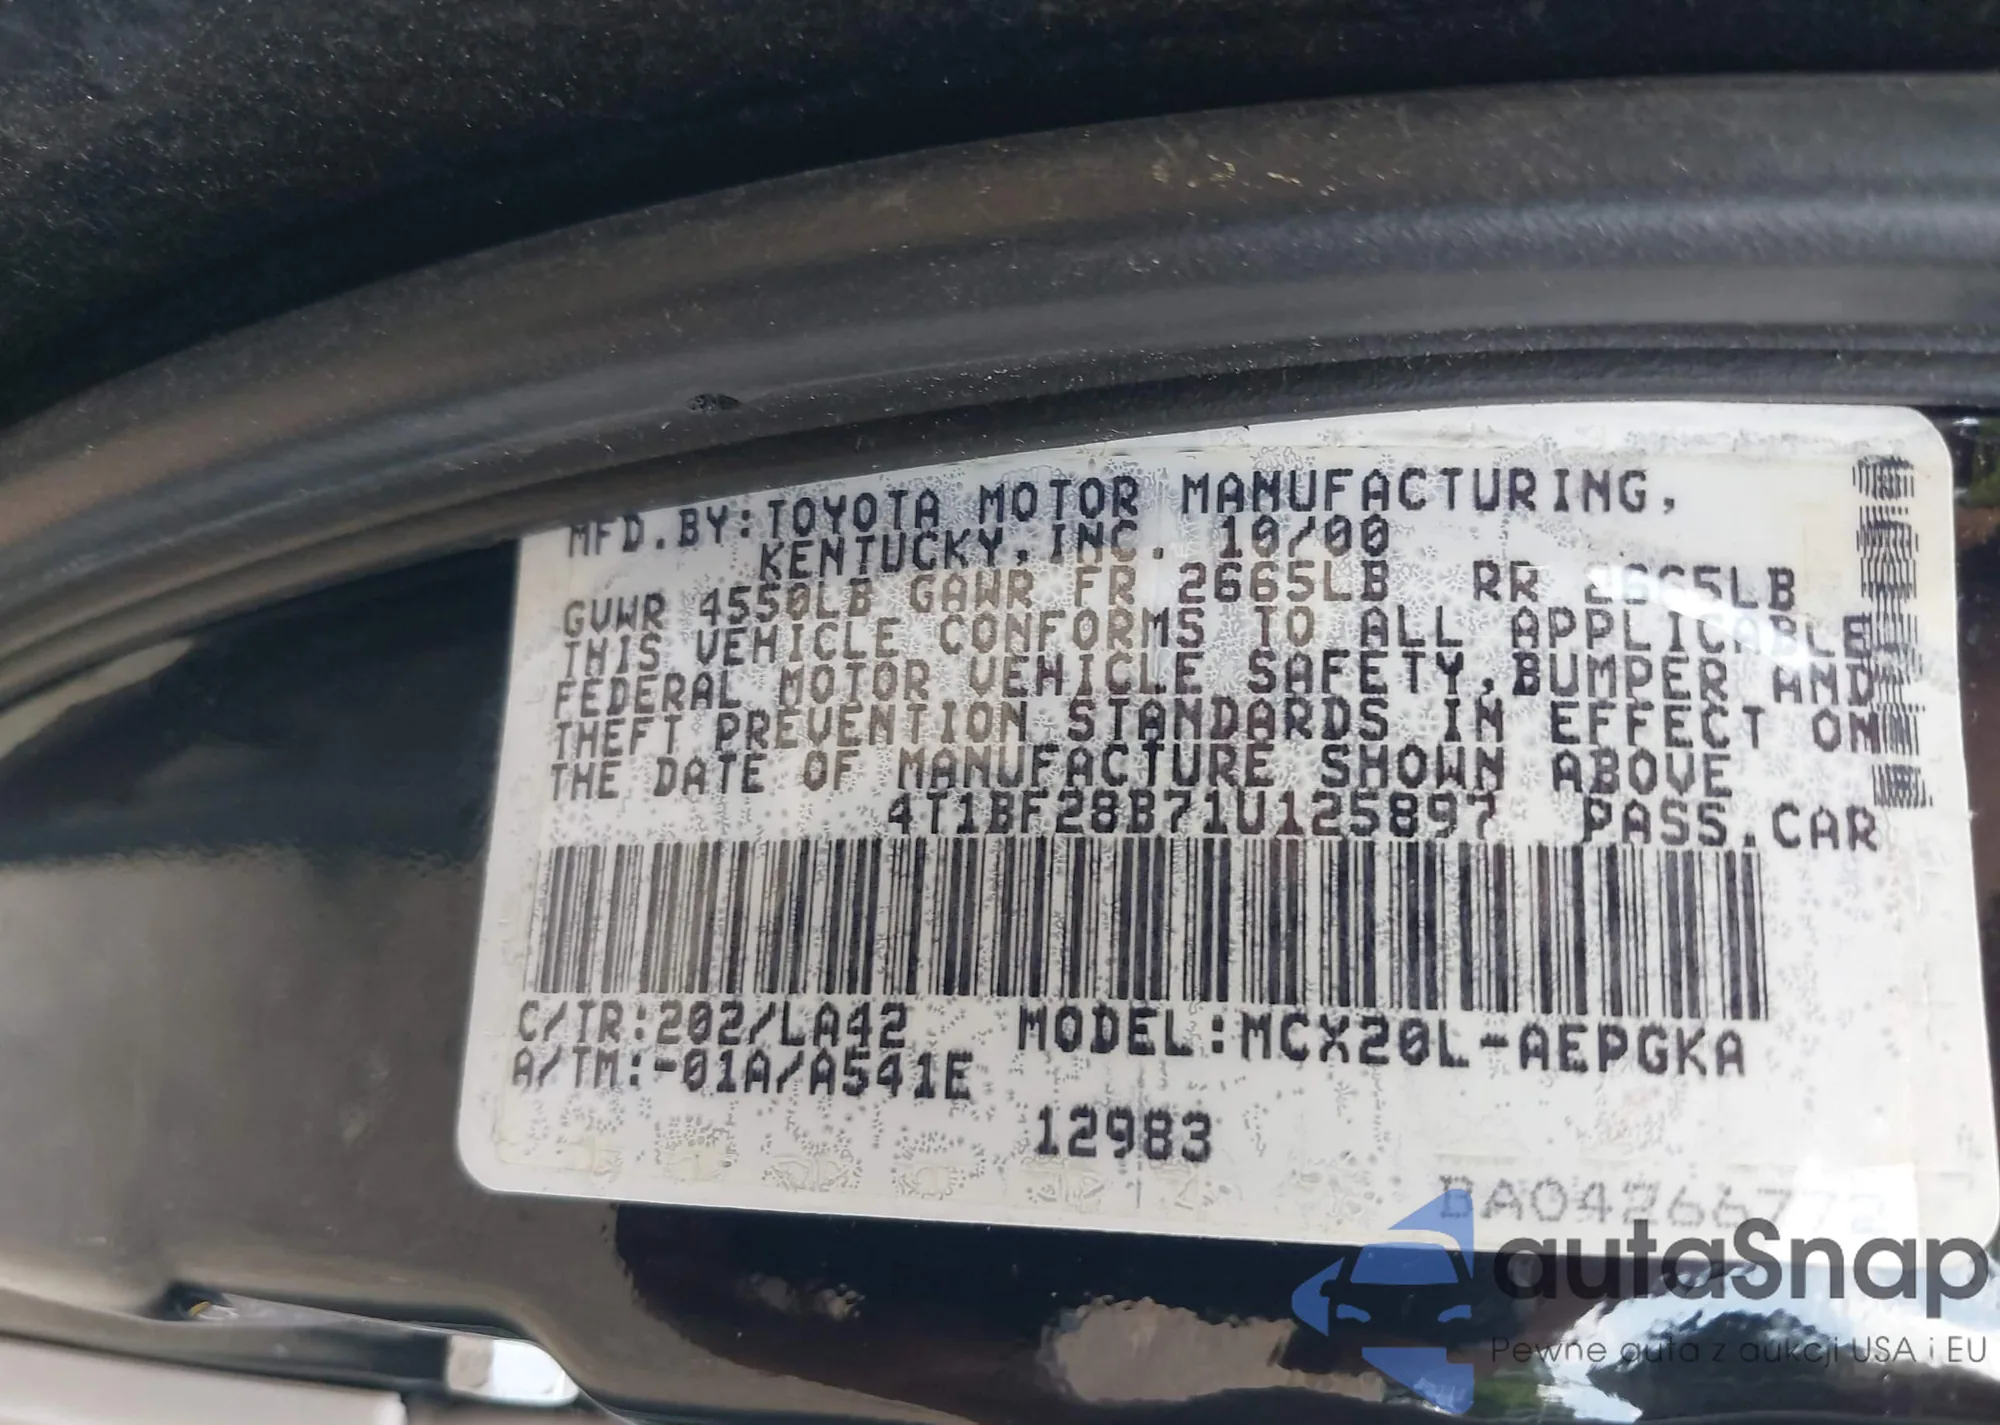 MFD.BY:TOYOTA MOTOR MANUFACTURING,
KENTUCKY,INC. 10/00
GVWR 4550LB GAWR FR 2665LB RR 2665LB
THIS VEHICLE CONFORMS TO ALL APPLICABLE
FEDERAL MOTOR VEHICLE SAFETY,BUMPER AND
THEFT PREVENTION STANDARDS IN EFFECT ON
THE DATE OF MANUFACTURE SHOWN ABOVE
4T1BF28B71U125897 PASS.CAR
C/TR:202/LA42 MODEL:MCX20L-AEPGKA
A/TM:-01A/A541E
12983
BA04266772
autaSnap
Pewne auta z aukcji USA i EU